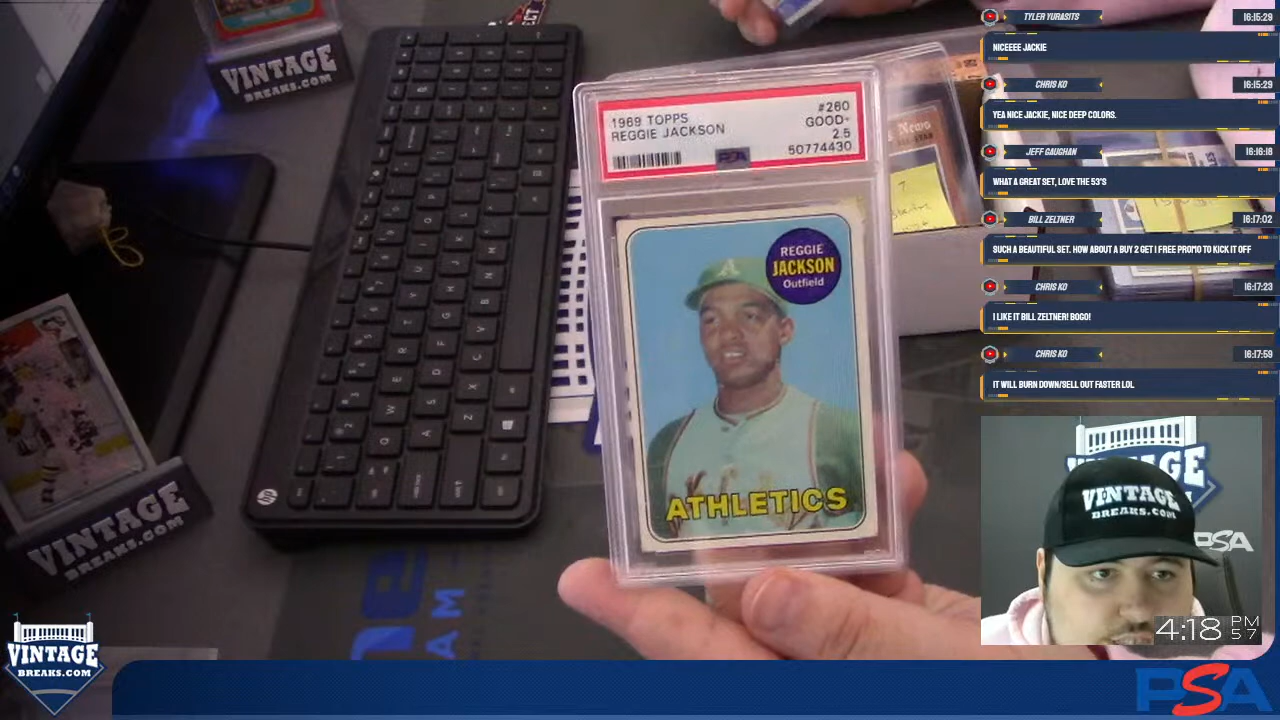 VINTAGE
BREAKS.COM
1969 TOPPS
#260
REGGIE JACKSON
GOOD+
2.5
PSA
50774430
REGGIE
JACKSON
Outfield
A
ATHLETICS
News
?
VINTAGE
BREAKS.COM
hp
AM
TYLER YURASITS
16:15:29
NICEEEE JACKIE
CHRIS KO
16:15:29
YEA NICE JACKIE, NICE DEEP COLORS.
JEFF GAUGHAN
16:16:18
WHAT A GREAT SET, LOVE THE 53'S
BILL ZELTNER
16:17:02
SUCH A BEAUTIFUL SET. HOW ABOUT A BUY 2 GET 1 FREE PROMO TO KICK IT OFF
CHRIS KO
16:17:23
I LIKE IT BILL ZELTNER! BOGO!
CHRIS KO
16:17:59
IT WILL BURN DOWN/SELL OUT FASTER LOL
VINTAGE
BREAKS.COM
PSA
4:18 PM
57
VINTAGE
BREAKS.COM
PSA